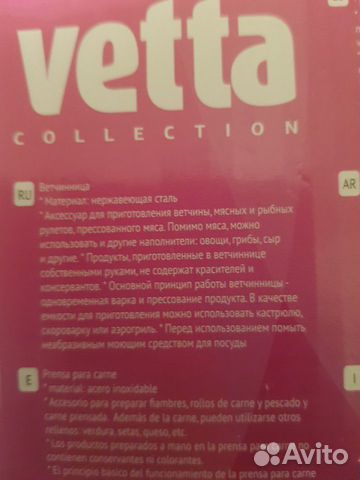 vetta
COLLECTION
RU
Ветчинница
* Материал: нержавеющая сталь
* Аксессуар для приготовления ветчины, мясных и рыбных
рулетов, прессованного мяса. Помимо мяса, можно
использовать и другие наполнители: овощи, грибы, сыр
и другие. * Продукты, приготовленные в ветчиннице
собственными руками, не содержат красителей и
консервантов. * Основной принцип работы ветчинницы -
одновременная варка и прессование продукта. В качестве
емкости для приготовления можно использовать кастрюлю,
скороварку или аэрогриль. * Перед использованием помыть
неабразивным моющим средством для посуды
AR
E
Prensa para carne
* material: acero inoxidable
* Accesorio para preparar fiambres, rollos de carne y pescado y
carne prensada. Además de la carne, pueden utilizarse otros
rellenos: verdura, setas, queso, etc.
* Los productos preparados a mano en la prensa para carne no
contienen conservantes ni colorantes.
* El principio básico del funcionamiento de la prensa para carne
I
Avito